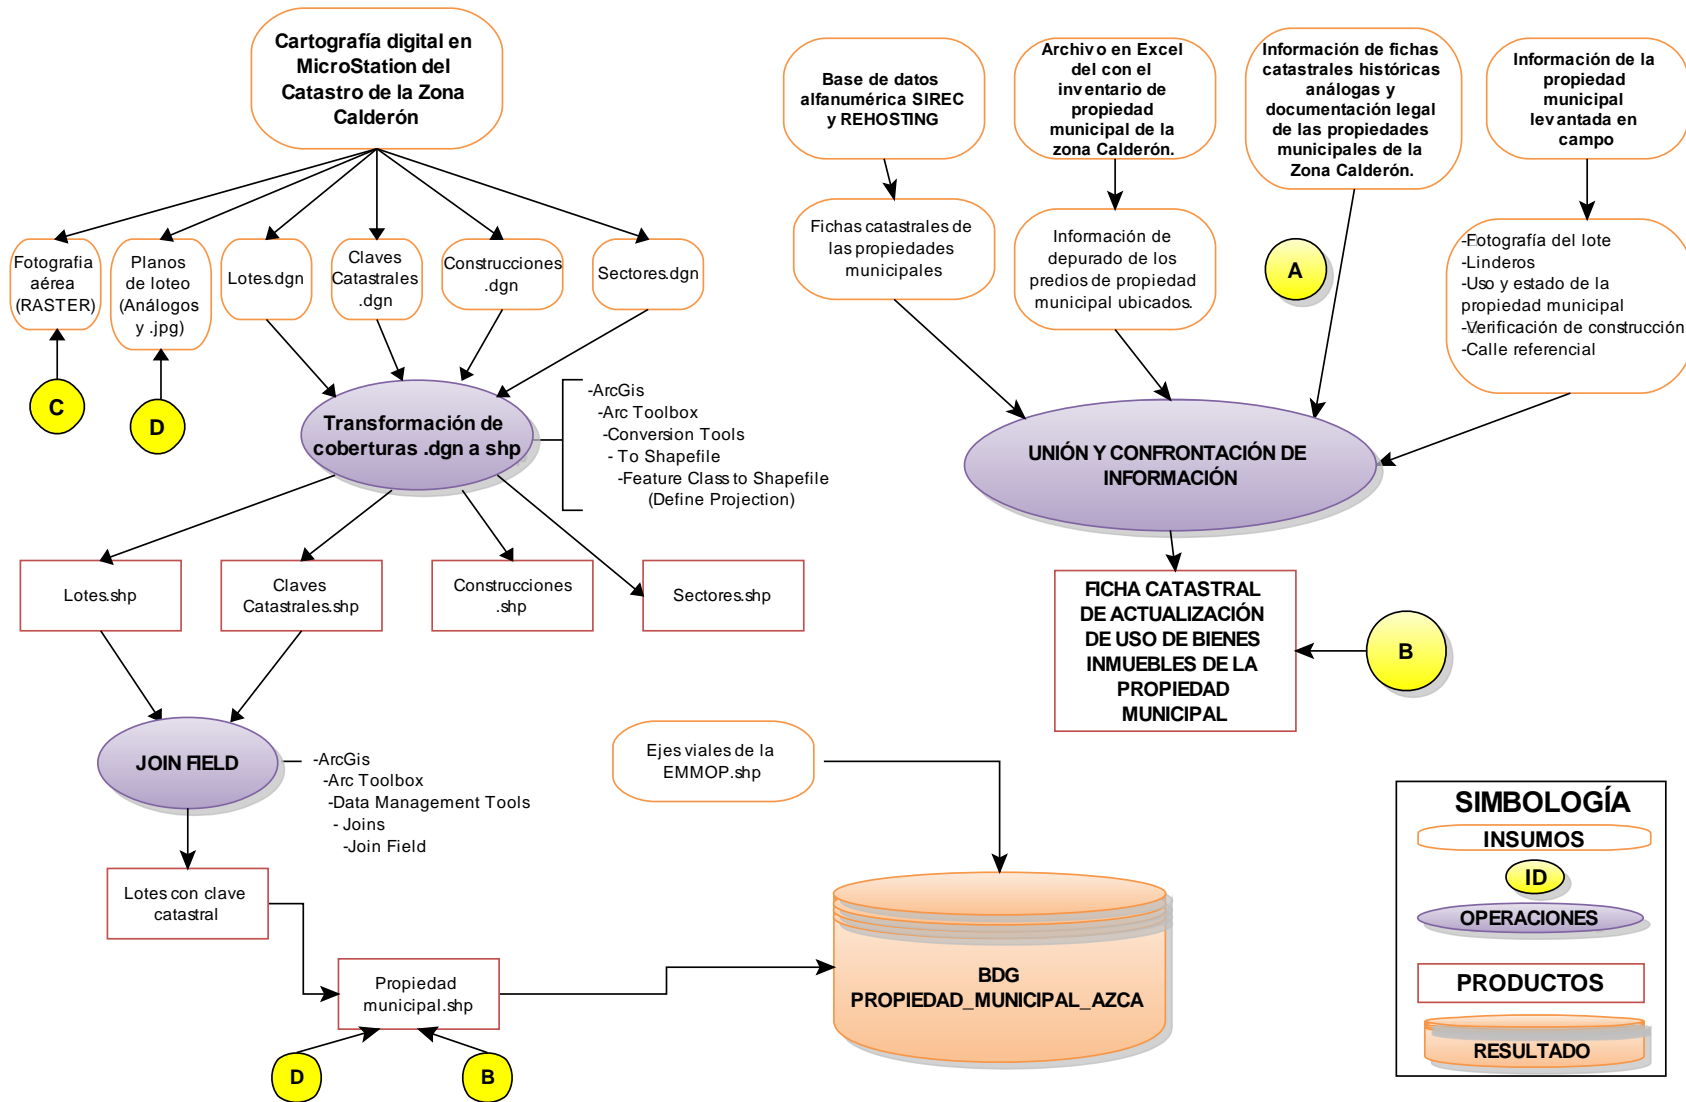 Cartografía digital en
MicroStation del
Catastro de la Zona
Calderón
Base de datos
alfanumérica SIREC
y REHOSTING
Archivo en Excel
del con el
inventario de
propiedad
municipal de la
zona Calderón.
Información de fichas
catastrales históricas
análogas y
documentación legal
de las propiedades
municipales de la
Zona Calderón.
Información de la
propiedad
municipal
levantada en
campo
Fotografia
aérea
(RASTER)
Planos
de loteo
(Análogos
y .jpg)
Lotes.dgn
Claves
Catastrales
.dgn
Construcciones
.dgn
Sectores.dgn
Fichas catastrales de
las propiedades
municipales
Información de
depurado de los
predios de propiedad
municipal ubicados.
A
-Fotografía del lote
-Linderos
-Uso y estado de la
propiedad municipal
-Verificación de construcción
-Calle referencial
C
D
Transformación de
coberturas .dgn a shp
-ArcGis
-Arc Toolbox
-Conversion Tools
- To Shapefile
-Feature Class to Shapefile
(Define Projection)
UNIÓN Y CONFRONTACIÓN DE
INFORMACIÓN
Lotes.shp
Claves
Catastrales.shp
Construcciones
.shp
Sectores.shp
FICHA CATASTRAL
DE ACTUALIZACIÓN
DE USO DE BIENES
INMUEBLES DE LA
PROPIEDAD
MUNICIPAL
B
JOIN FIELD
-ArcGis
-Arc Toolbox
-Data Management Tools
- Joins
-Join Field
Ejes viales de la
EMMOP.shp
Lotes con clave
catastral
Propiedad
municipal.shp
D
B
BDG
PROPIEDAD_MUNICIPAL_AZCA
SIMBOLOGÍA
INSUMOS
ID
OPERACIONES
PRODUCTOS
RESULTADO